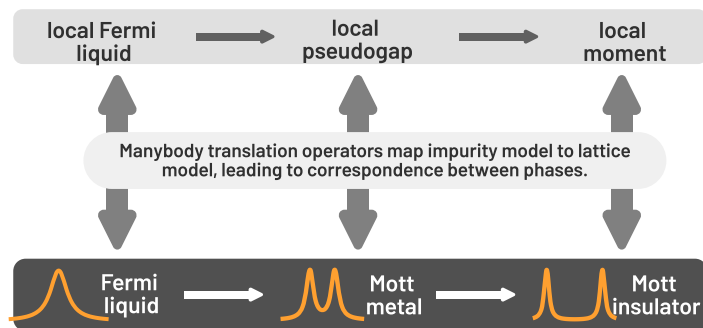 local Fermi
liquid
local
pseudogap
local
moment
Manybody translation operators map impurity model to lattice
model, leading to correspondence between phases.
Fermi
liquid
Mott
metal
Mott
insulator